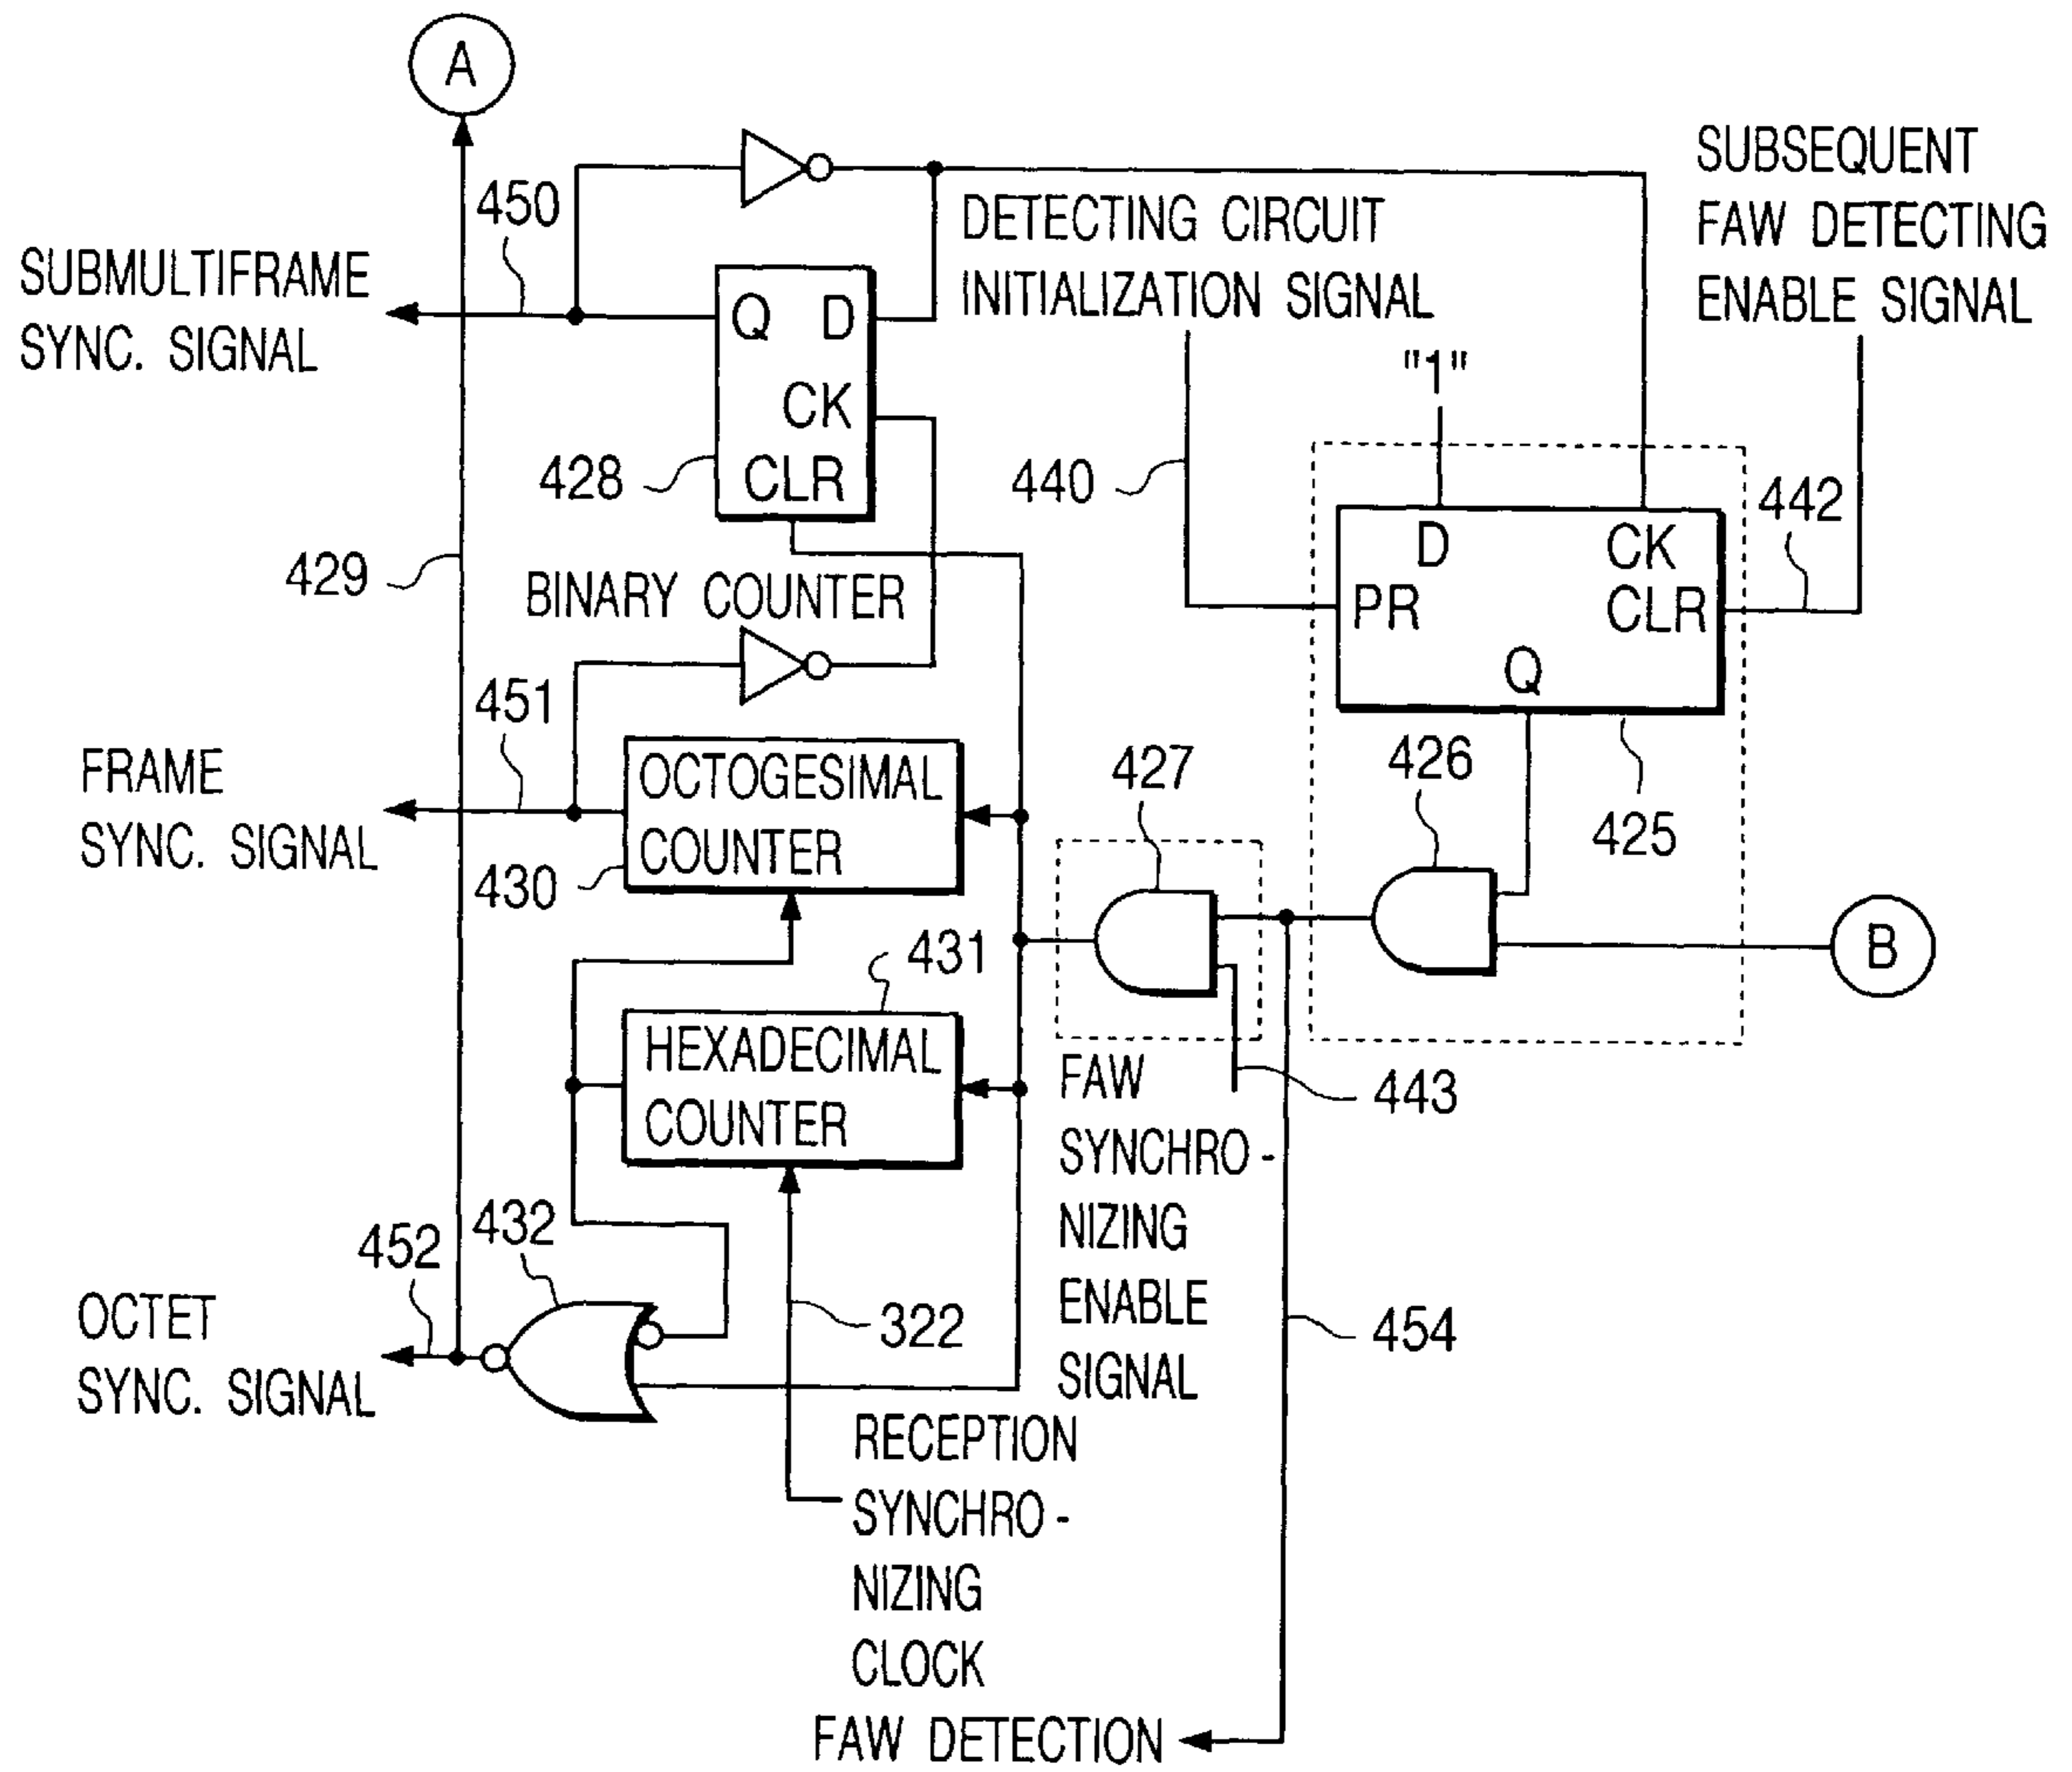 A
SUBSEQUENT
FAW DETECTING
ENABLE SIGNAL
450
DETECTING CIRCUIT
INITIALIZATION SIGNAL
SUBMULTIFRAME
SYNC. SIGNAL
Q D
CK
CLR
428
"1"
440
442
D CK
PR CLR
Q
429
BINARY COUNTER
451
427
426
425
FRAME
SYNC. SIGNAL
OCTOGESIMAL
COUNTER
430
431
B
HEXADECIMAL
COUNTER
FAW
SYNCHRO-
NIZING
ENABLE
SIGNAL
443
432
452
322
454
OCTET
SYNC. SIGNAL
RECEPTION
SYNCHRO-
NIZING
CLOCK
FAW DETECTION